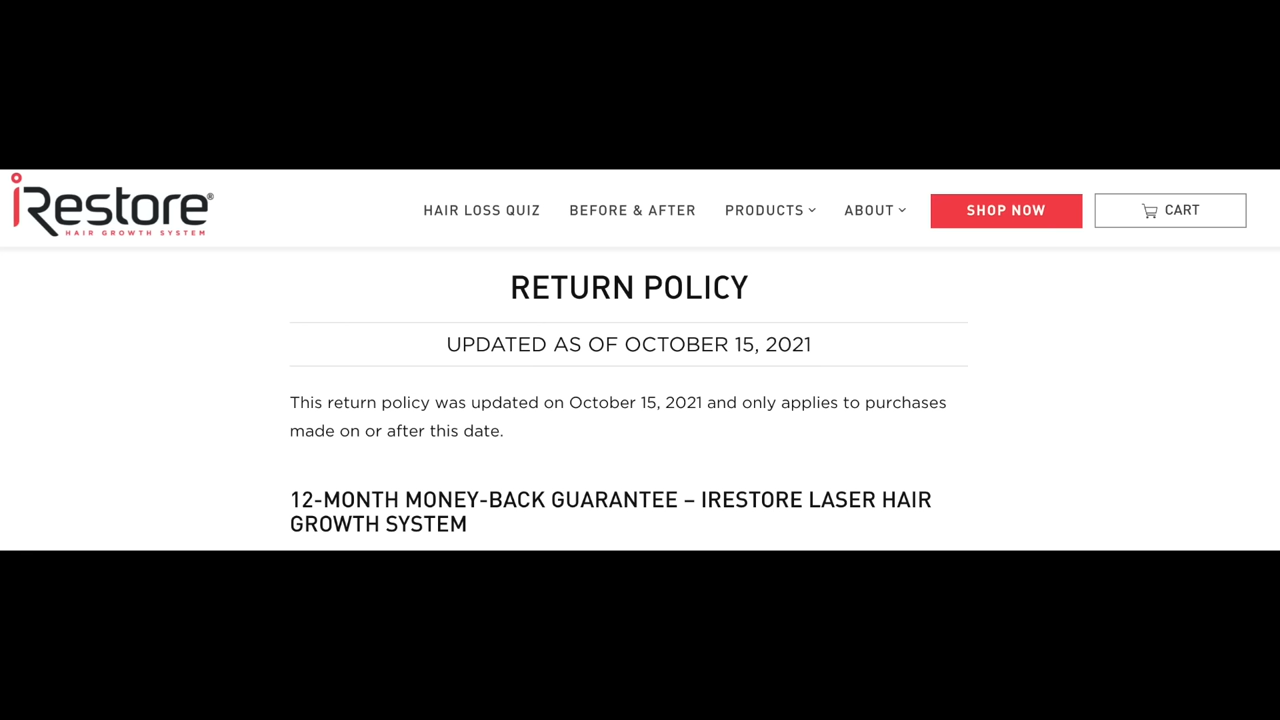 iRestore®
HAIR GROWTH SYSTEM
HAIR LOSS QUIZ BEFORE & AFTER PRODUCTS ABOUT SHOP NOW CART
RETURN POLICY
UPDATED AS OF OCTOBER 15, 2021
This return policy was updated on October 15, 2021 and only applies to purchases
made on or after this date.
12-MONTH MONEY-BACK GUARANTEE – IRESTORE LASER HAIR
GROWTH SYSTEM